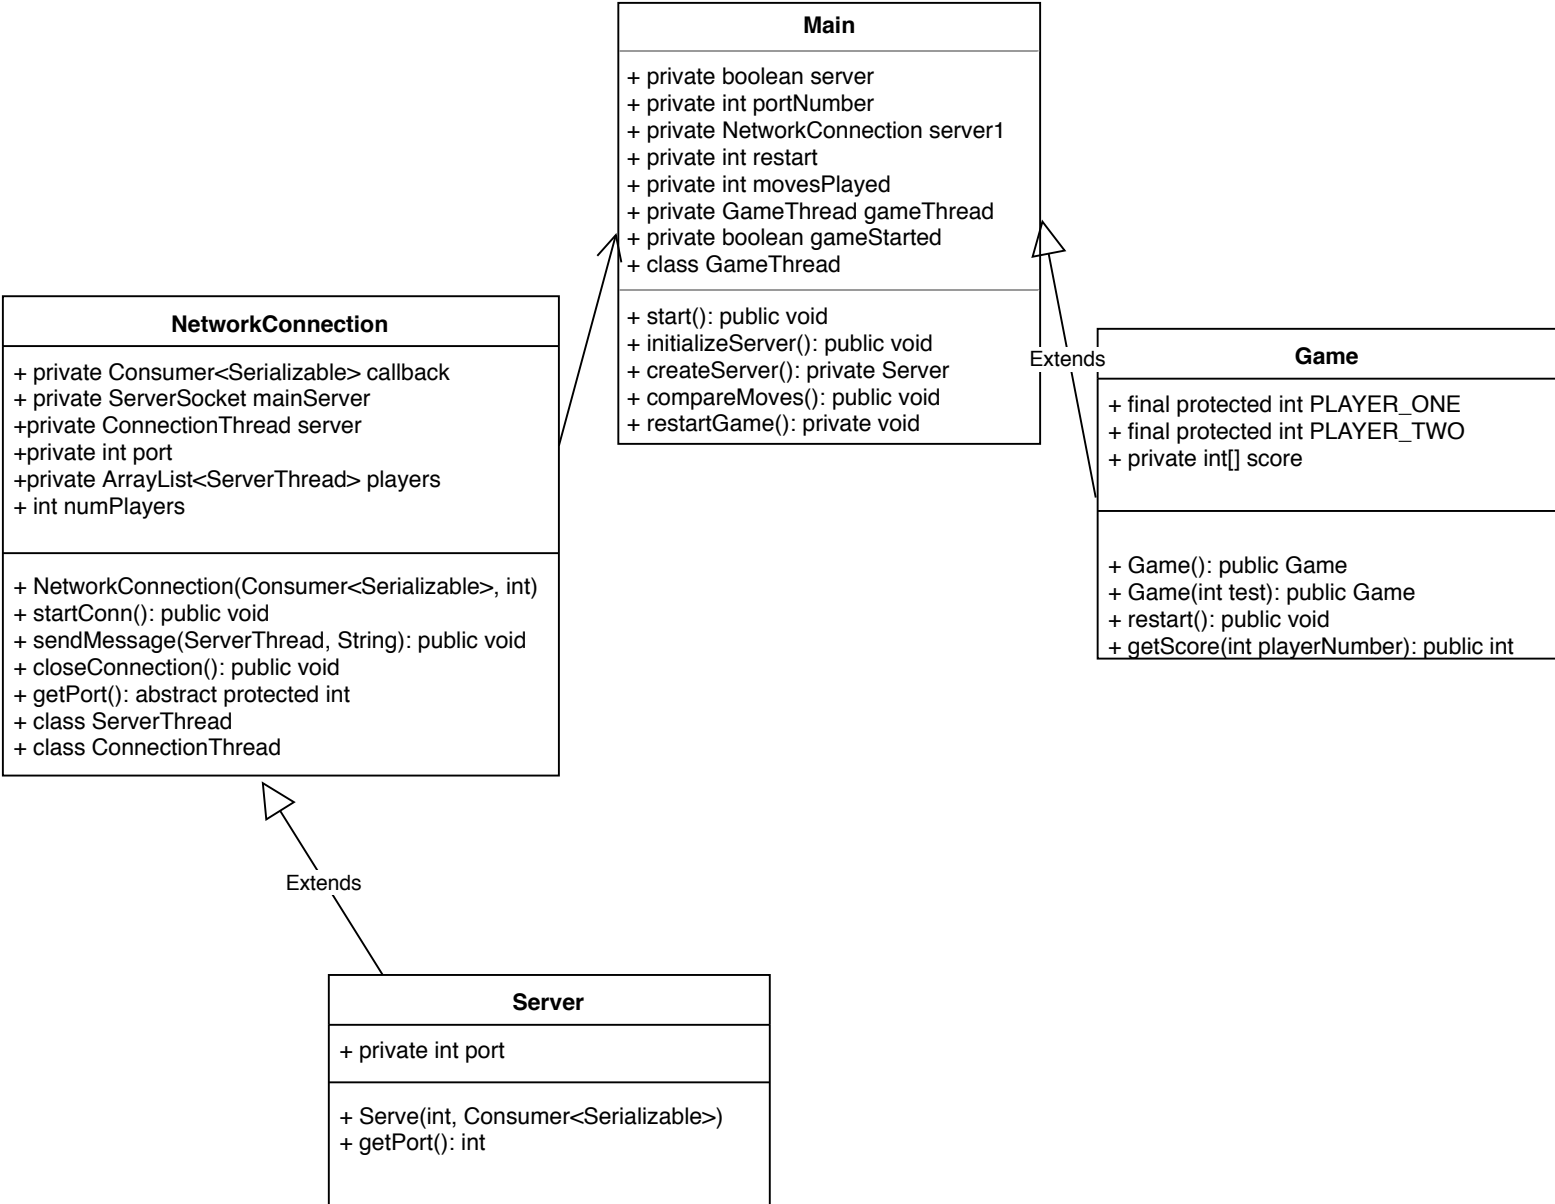 Main
+ private boolean server
+ private int portNumber
+ private NetworkConnection server1
+ private int restart
+ private int movesPlayed
+ private GameThread gameThread
+ private boolean gameStarted
+ class GameThread
+ start(): public void
+ initializeServer(): public void
+ createServer(): private Server
+ compareMoves(): public void
+ restartGame(): private void
NetworkConnection
+ private Consumer<Serializable> callback
+ private ServerSocket mainServer
+private ConnectionThread server
+private int port
+private ArrayList<ServerThread> players
+ int numPlayers
+ NetworkConnection(Consumer<Serializable>, int)
+ startConn(): public void
+ sendMessage(ServerThread, String): public void
+ closeConnection(): public void
+ getPort(): abstract protected int
+ class ServerThread
+ class ConnectionThread
Extends
Game
+ final protected int PLAYER_ONE
+ final protected int PLAYER_TWO
+ private int[] score
+ Game(): public Game
+ Game(int test): public Game
+ restart(): public void
+ getScore(int playerNumber): public int
Extends
Server
+ private int port
+ Serve(int, Consumer<Serializable>)
+ getPort(): int